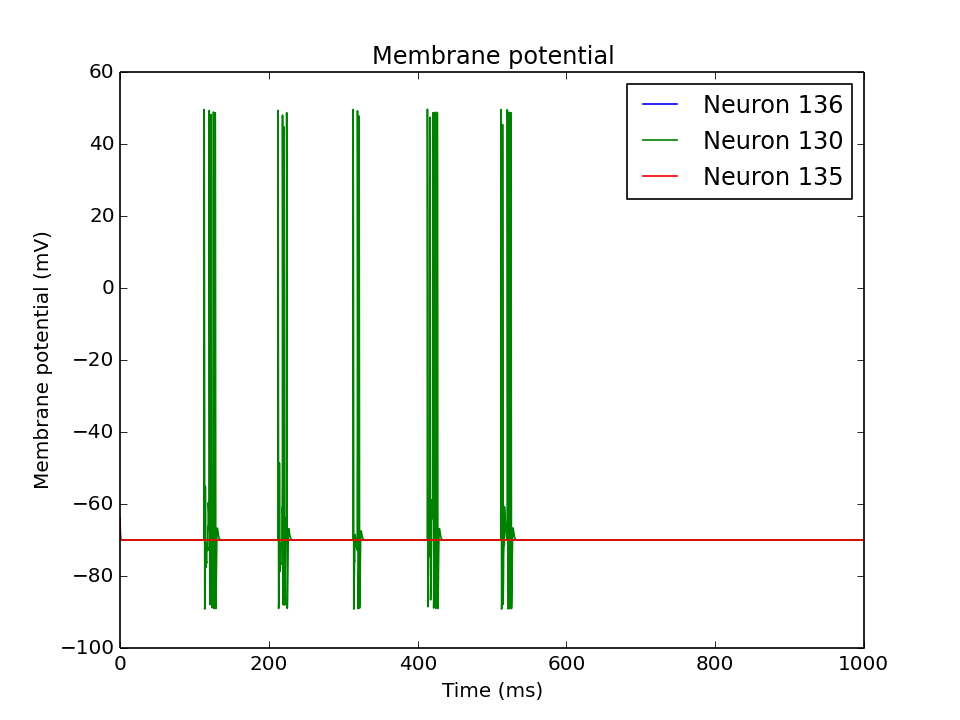 Membrane potential
60
40
20
0
−20
−40
−60
−80
−100
Membrane potential (mV)
Neuron 136
Neuron 130
Neuron 135
0 200 400 600 800 1000
Time (ms)